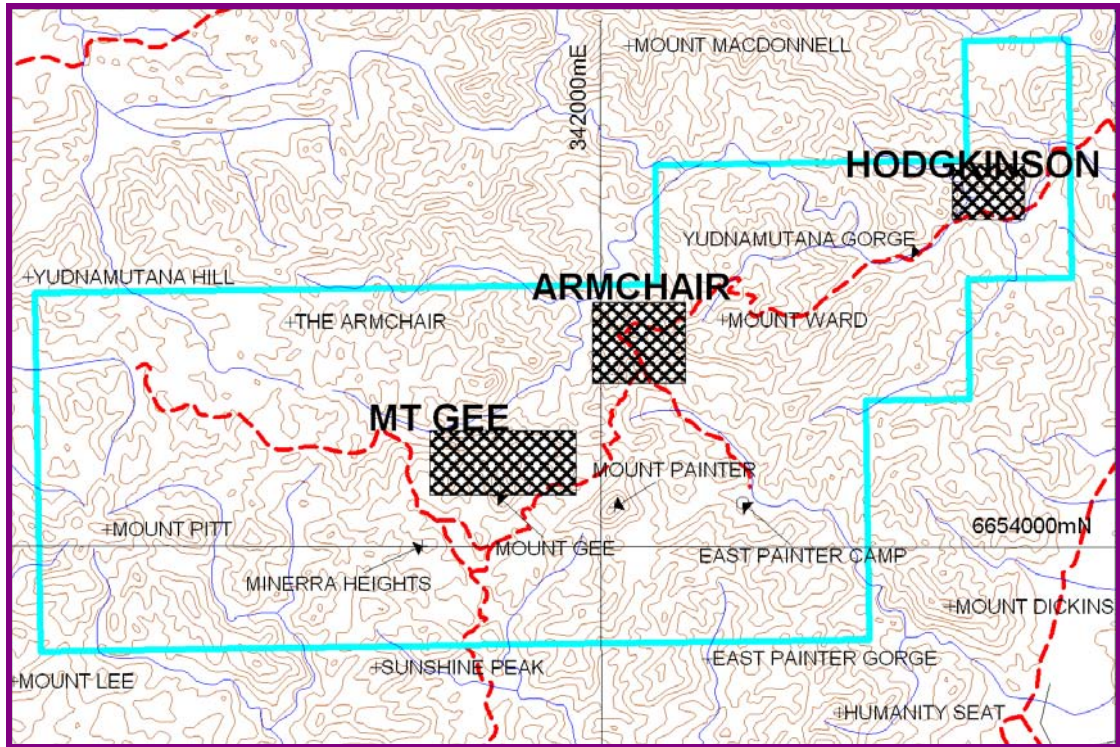 +MOUNT MACDONNELL
342000mE
HODGKINSON
YUDNAMUTANA GORGE
+YUDNAMUTANA HILL
ARMCHAIR
+THE ARMCHAIR
+MOUNT WARD
MT GEE
MOUNT PAINTER
+MOUNT PITT
6654000mN
MOUNT GEE
EAST PAINTER CAMP
MINERRA HEIGHTS
+MOUNT DICKINS
+SUNSHINE PEAK
+EAST PAINTER GORGE
+MOUNT LEE
+HUMANITY SEAT